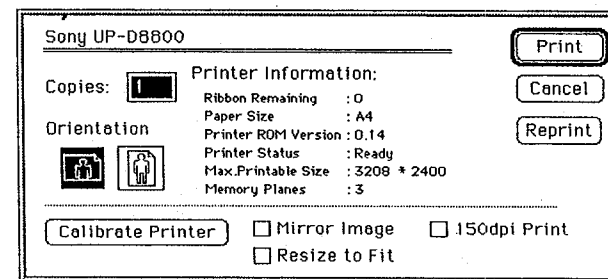 Sony UP-D8800
Print
Copies: 1
Printer Information:
Cancel
Ribbon Remaining : 0
Paper Size : A4
Orientation
Printer ROM Version : 0.14
Reprint
Printer Status : Ready
Max.Printable Size : 3208 * 2400
Memory Planes : 3
Calibrate Printer
Mirror Image
150dpi Print
Resize to Fit